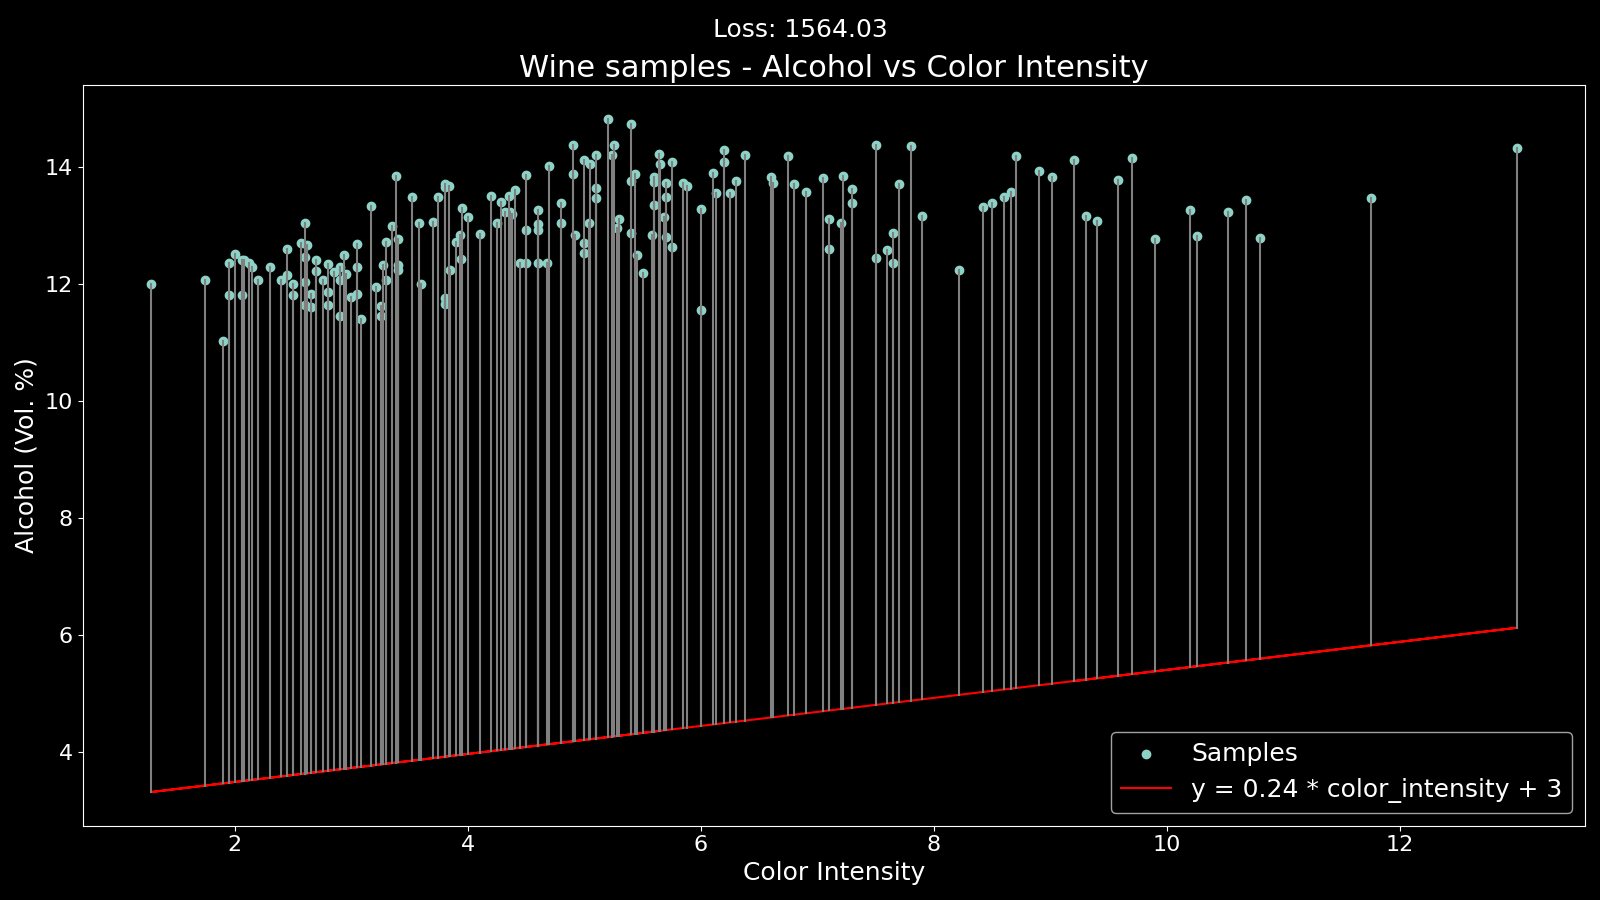 Loss: 1564.03
Wine samples - Alcohol vs Color Intensity
Alcohol (Vol. %)
14
12
10
8
6
4
Samples
y = 0.24 * color_intensity + 3
2 4 6 8 10 12
Color Intensity